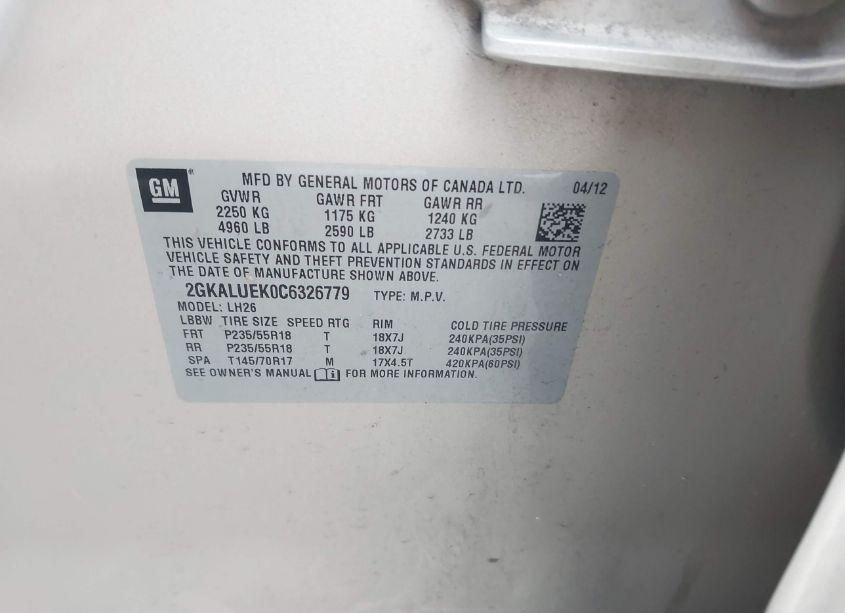 GM
MFD BY GENERAL MOTORS OF CANADA LTD. 04/12
GVWR GAWR FRT GAWR RR
2250 KG 1175 KG 1240 KG
4960 LB 2590 LB 2733 LB
THIS VEHICLE CONFORMS TO ALL APPLICABLE U.S. FEDERAL MOTOR
VEHICLE SAFETY AND THEFT PREVENTION STANDARDS IN EFFECT ON
THE DATE OF MANUFACTURE SHOWN ABOVE.
2GKALUEK0C6326779 TYPE: M.P.V.
MODEL: LH26
LBBW TIRE SIZE SPEED RTG RIM COLD TIRE PRESSURE
FRT P235/55R18 T 18X7J 240KPA(35PSI)
RR P235/55R18 T 18X7J 240KPA(35PSI)
SPA T145/70R17 M 17X4.5T 420KPA(60PSI)
SEE OWNER'S MANUAL FOR MORE INFORMATION.